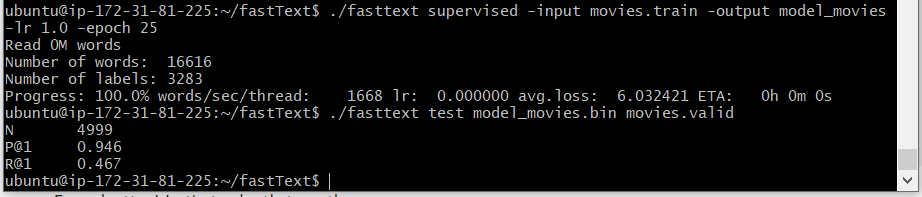 ubuntu@ip-172-31-81-225:~/fastText$ ./fasttext supervised -input movies.train -output model_movies
-lr 1.0 -epoch 25
Read 0M words
Number of words:  16616
Number of labels: 3283
Progress: 100.0% words/sec/thread:    1668 lr:  0.000000 avg.loss:  6.032421 ETA:   0h 0m 0s
ubuntu@ip-172-31-81-225:~/fastText$ ./fasttext test model_movies.bin movies.valid
N       4999
P@1     0.946
R@1     0.467
ubuntu@ip-172-31-81-225:~/fastText$